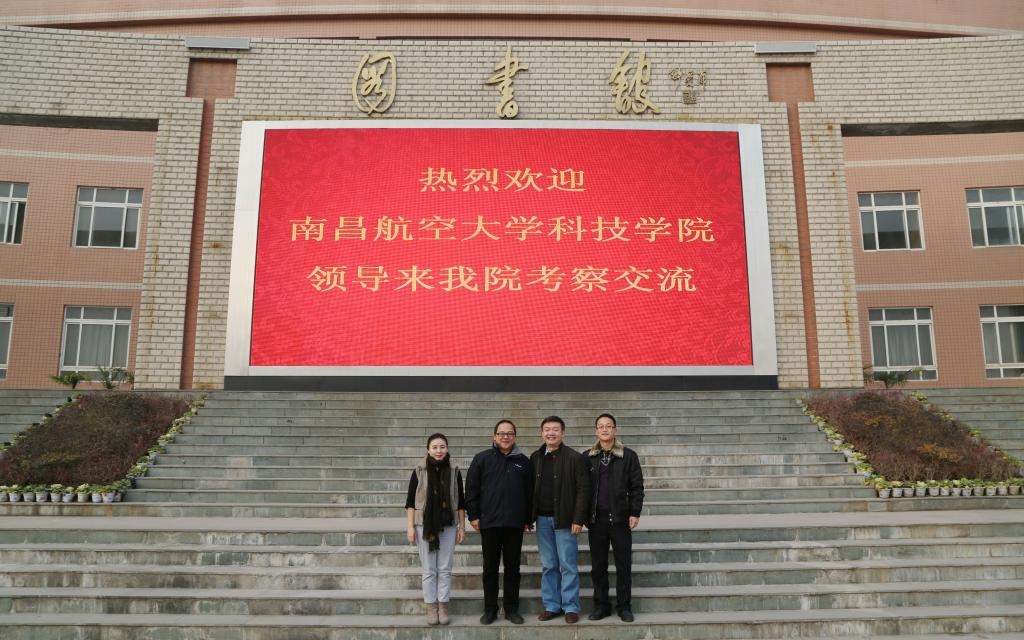 图书馆
热烈欢迎
南昌航空大学科技学院
领导来我院考察交流